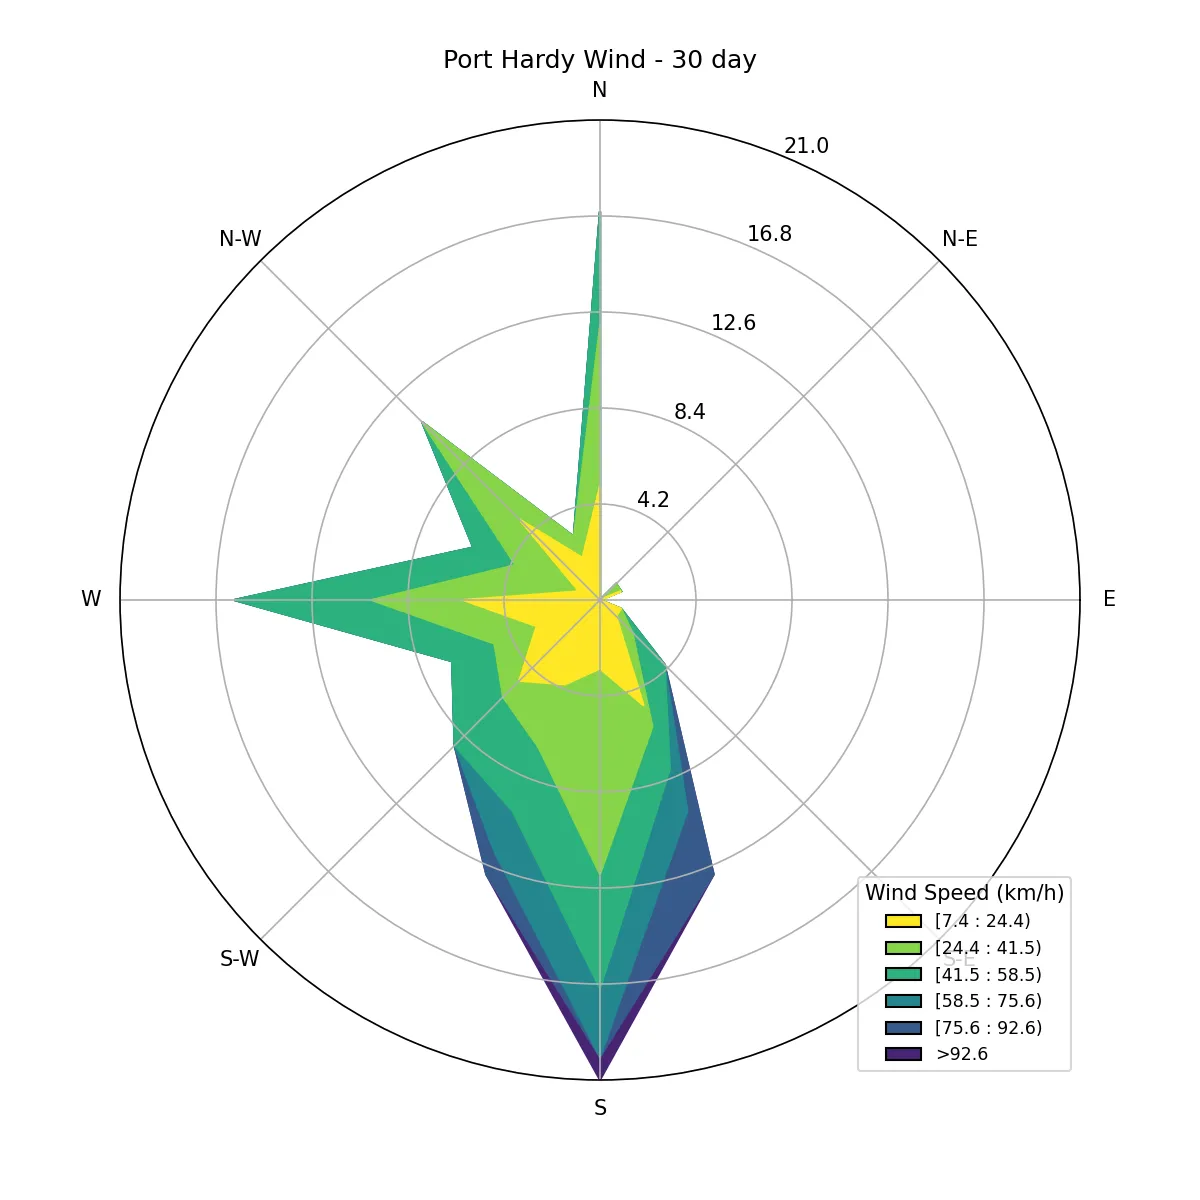 Port Hardy Wind - 30 day
N
21.0
N-W
N-E
16.8
12.6
8.4
4.2
W
E
Wind Speed (km/h)
[7.4 : 24.4)
[24.4 : 41.5)
[41.5 : 58.5)
[58.5 : 75.6)
[75.6 : 92.6)
>92.6
S-W
S-E
S